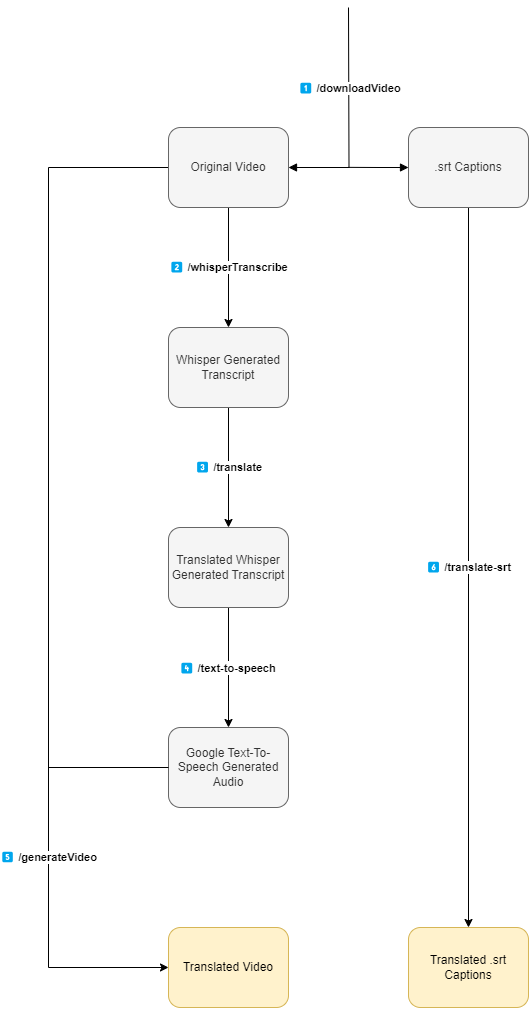 1 /downloadVideo
Original Video
.srt Captions
2 /whisperTranscribe
Whisper Generated
Transcript
3 /translate
Translated Whisper
Generated Transcript
6 /translate-srt
4 /text-to-speech
Google Text-To-
Speech Generated
Audio
5 /generateVideo
Translated Video
Translated .srt
Captions